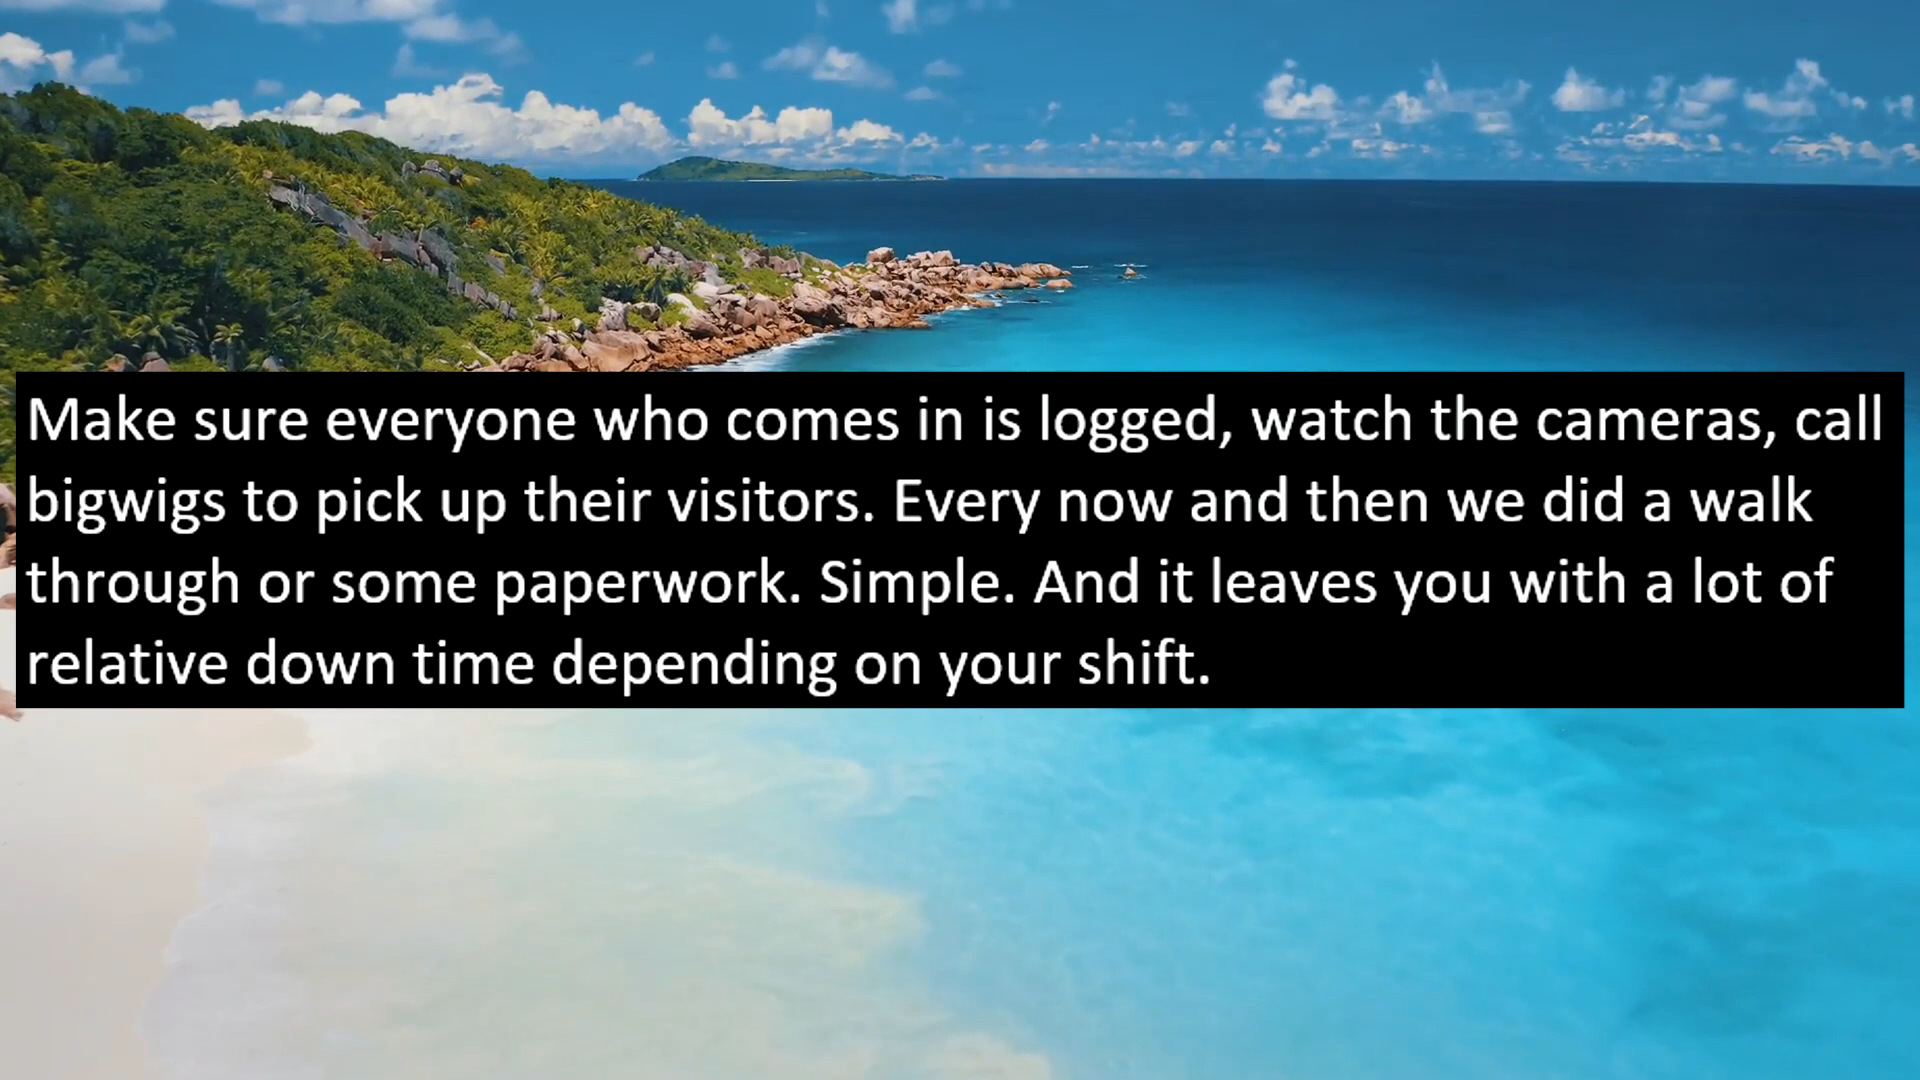 Make sure everyone who comes in is logged, watch the cameras, call
bigwigs to pick up their visitors. Every now and then we did a walk
through or some paperwork. Simple. And it leaves you with a lot of
relative down time depending on your shift.